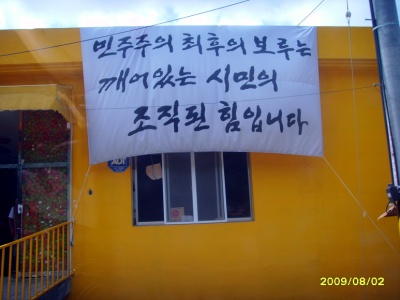 민주주의 최후의 보루는
깨어있는 시민의
조직된 힘입니다
2009/08/02